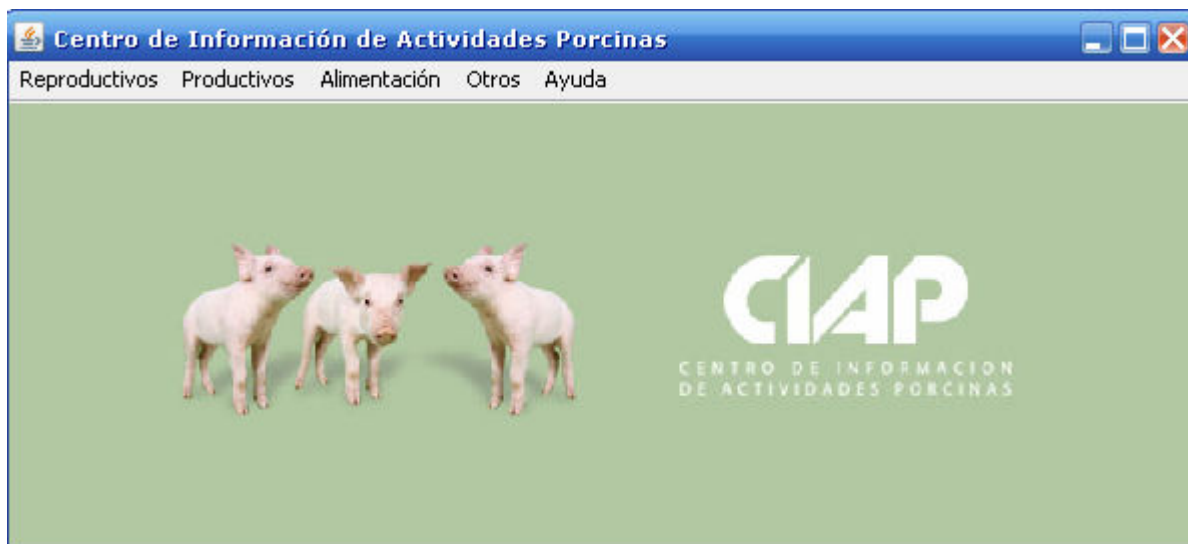 Centro de Información de Actividades Porcinas
Reproductivos Productivos Alimentación Otros Ayuda
CIAP
CENTRO DE INFORMACION
DE ACTIVIDADES PORCINAS